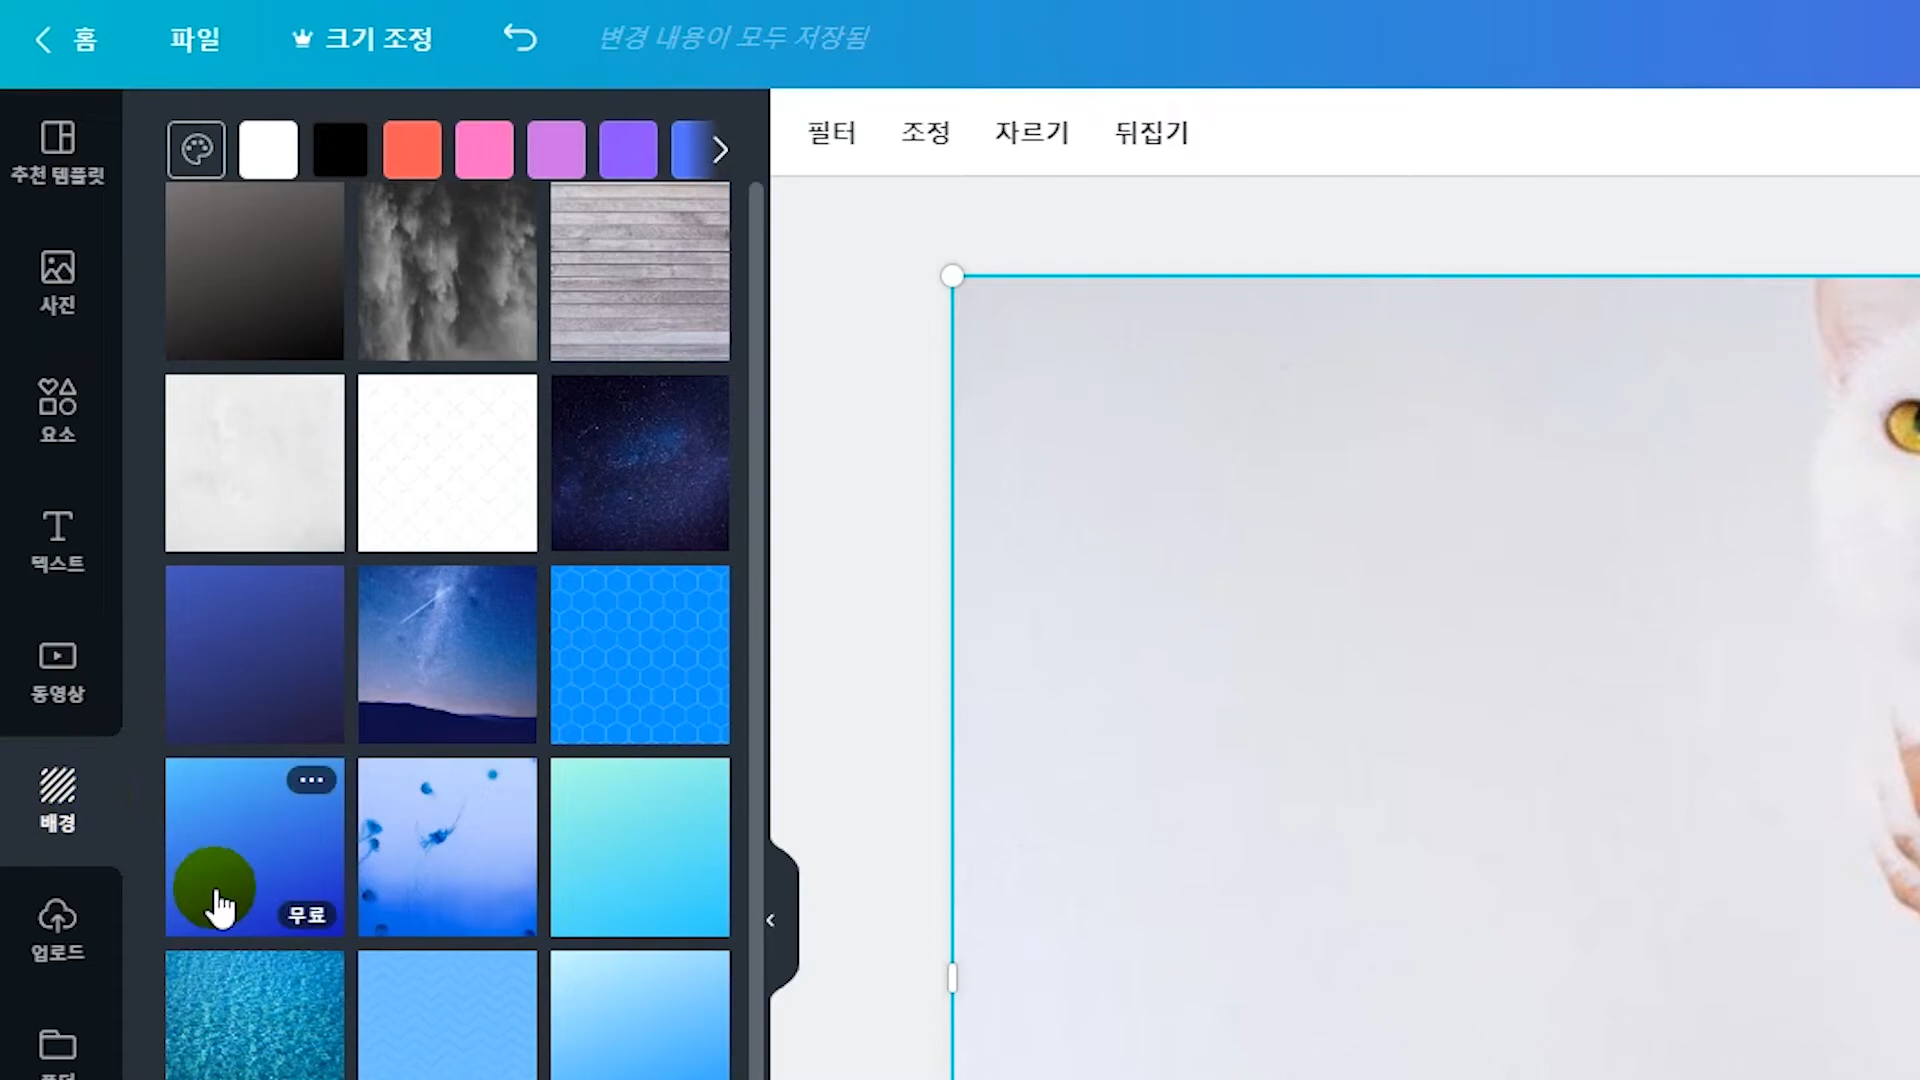 홈 파일 크기 조정 변경 내용이 모두 저장됨
필터 조정 자르기 뒤집기
추천 템플릿
사진
요소
텍스트
동영상
배경
무료
업로드